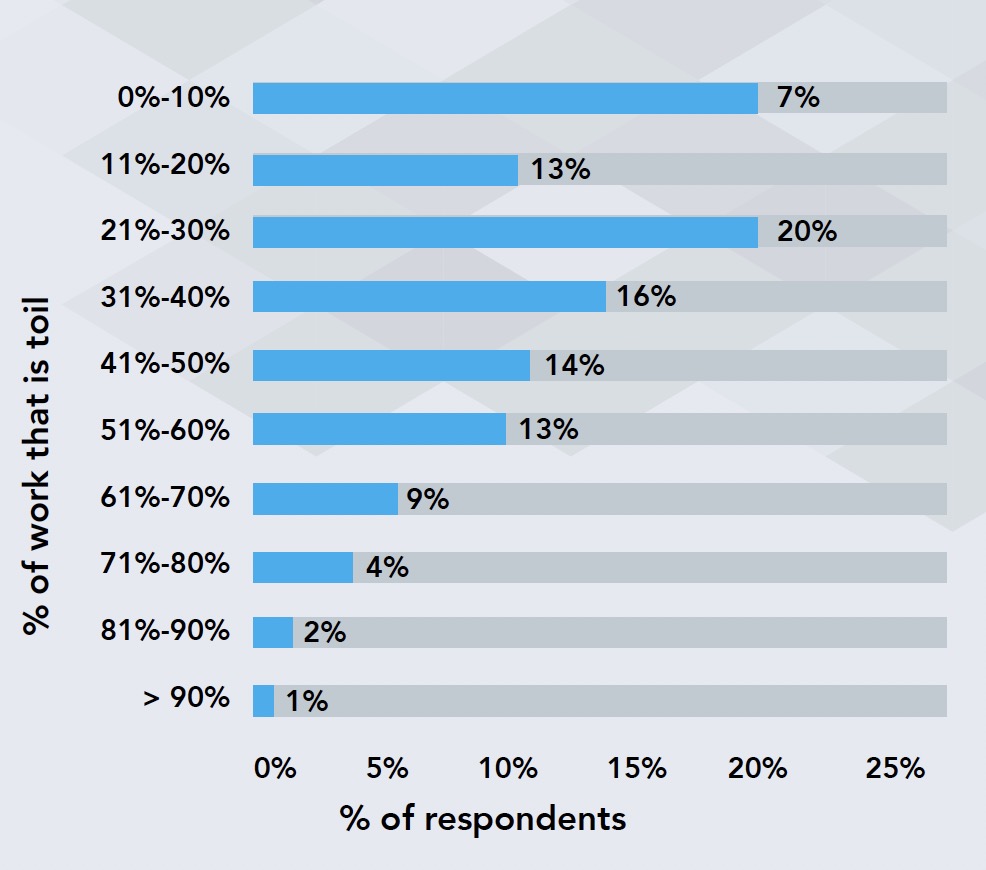 0%-10% 7%
11%-20% 13%
21%-30% 20%
31%-40% 16%
41%-50% 14%
51%-60% 13%
61%-70% 9%
71%-80% 4%
81%-90% 2%
> 90% 1%
% of work that is toil
0% 5% 10% 15% 20% 25%
% of respondents